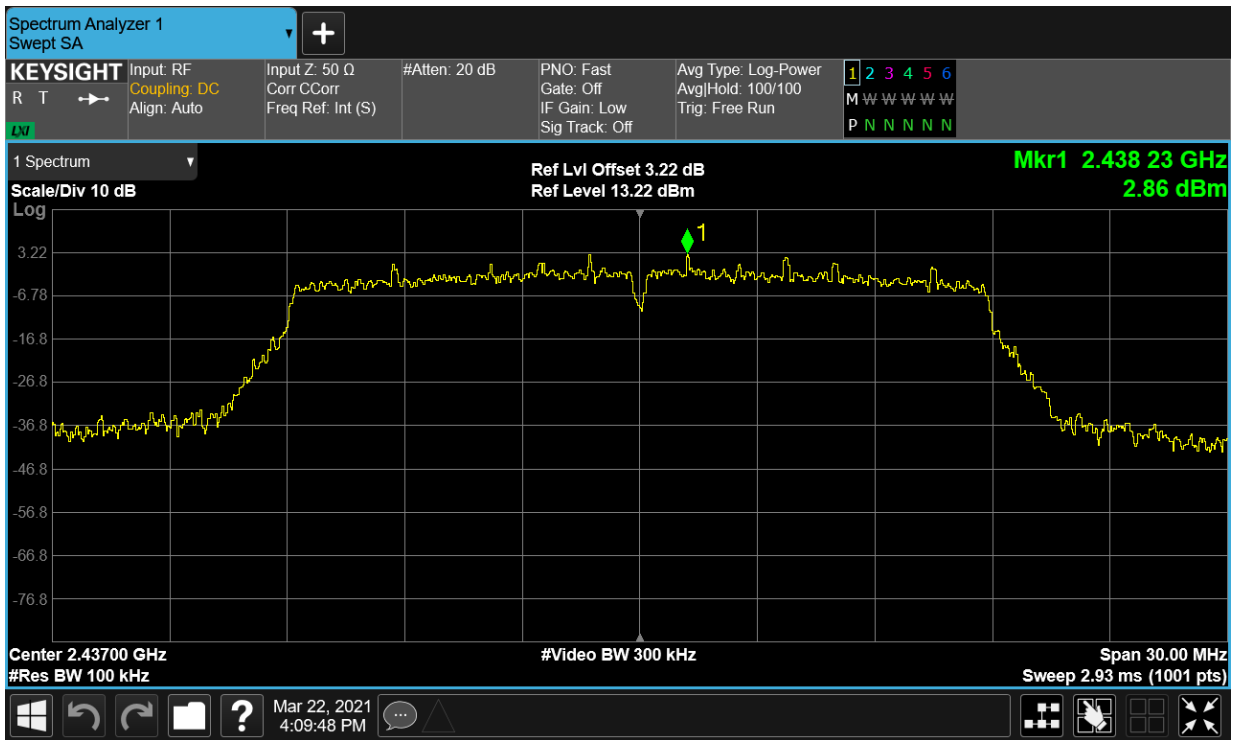 Spectrum Analyzer 1
Swept SA
KEYSIGHT
R T
LXI
Input: RF
Coupling: DC
Align: Auto
Input Z: 50 Ω
Corr CCorr
Freq Ref: Int (S)
#Atten: 20 dB
PNO: Fast
Gate: Off
IF Gain: Low
Sig Track: Off
Avg Type: Log-Power
Avg|Hold: 100/100
Trig: Free Run
1 2 3 4 5 6
M W W W W W
P N N N N N
1 Spectrum
Scale/Div 10 dB
Log
Ref Lvl Offset 3.22 dB
Ref Level 13.22 dBm
Mkr1 2.438 23 GHz
2.86 dBm
1
3.22
-6.78
-16.8
-26.8
-36.8
-46.8
-56.8
-66.8
-76.8
Center 2.43700 GHz
#Res BW 100 kHz
#Video BW 300 kHz
Span 30.00 MHz
Sweep 2.93 ms (1001 pts)
?
Mar 22, 2021
4:09:48 PM